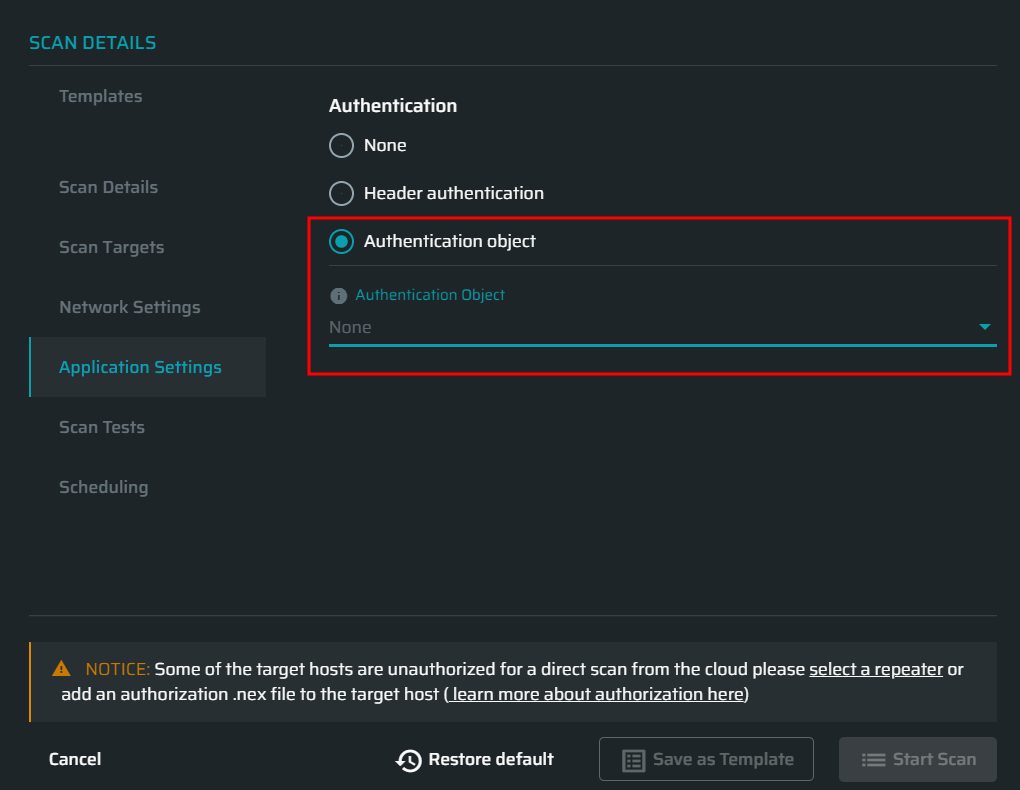 SCAN DETAILS
Templates
Scan Details
Scan Targets
Network Settings
Application Settings
Scan Tests
Scheduling
Authentication
None
Header authentication
Authentication object
Authentication Object
None
NOTICE: Some of the target hosts are unauthorized for a direct scan from the cloud please select a repeater or
add an authorization .nex file to the target host ( learn more about authorization here)
Cancel
Restore default
Save as Template
Start Scan